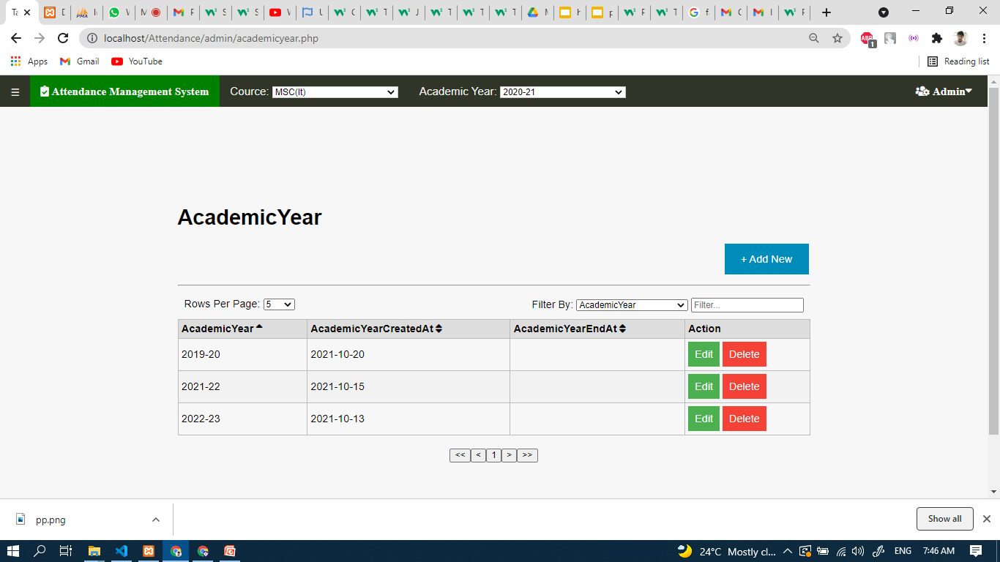 Ta
localhost/Attendance/admin/academicyear.php
ABP
1
Apps Gmail YouTube Reading list
☰ Attendance Management System Cource: MSC(It) Academic Year: 2020-21 Admin
AcademicYear
+ Add New
Rows Per Page: 5 Filter By: AcademicYear Filter...
AcademicYear AcademicYearCreatedAt AcademicYearEndAt Action
2019-20 2021-10-20 Edit Delete
2021-22 2021-10-15 Edit Delete
2022-23 2021-10-13 Edit Delete
<< < 1 > >>
pp.png Show all
24°C Mostly cl... ENG 7:46 AM